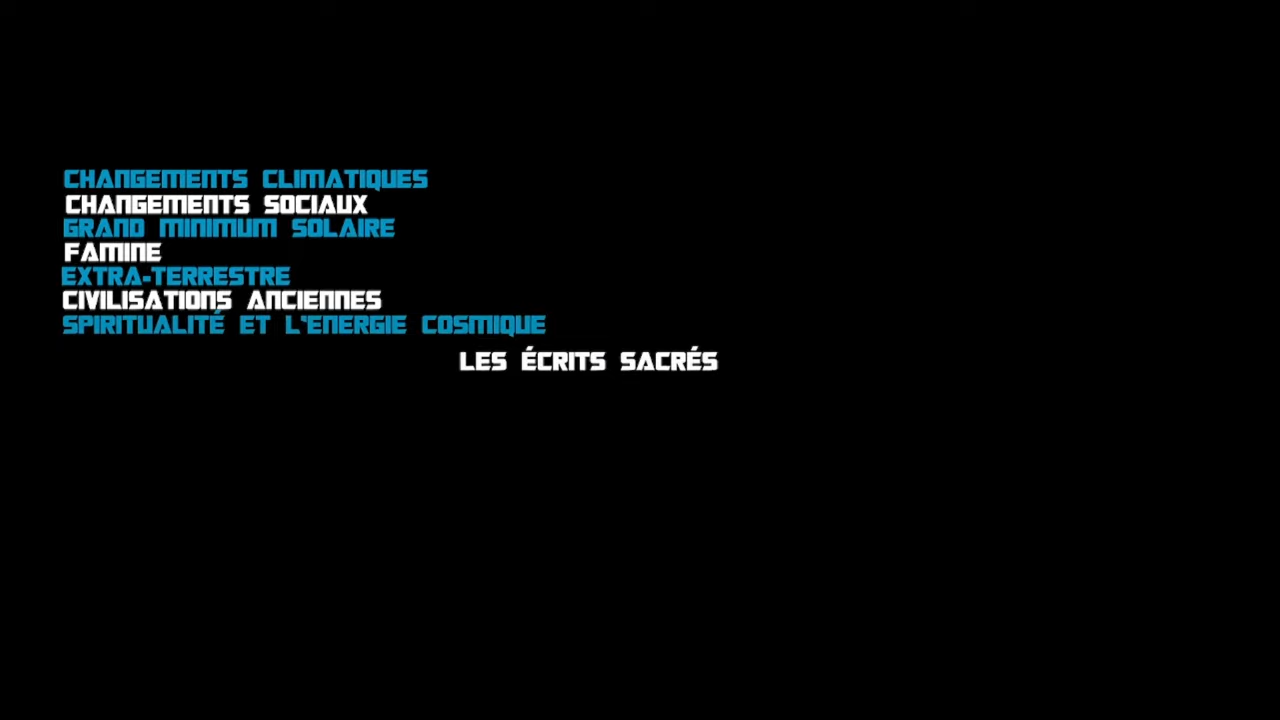 CHANGEMENTS CLIMATIQUES
CHANGEMENTS SOCIAUX
GRAND MINIMUM SOLAIRE
FAMINE
EXTRA-TERRESTRE
CIVILISATIONS ANCIENNES
SPIRITUALITÉ ET L'ENERGIE COSMIQUE
LES ÉCRITS SACRÉS